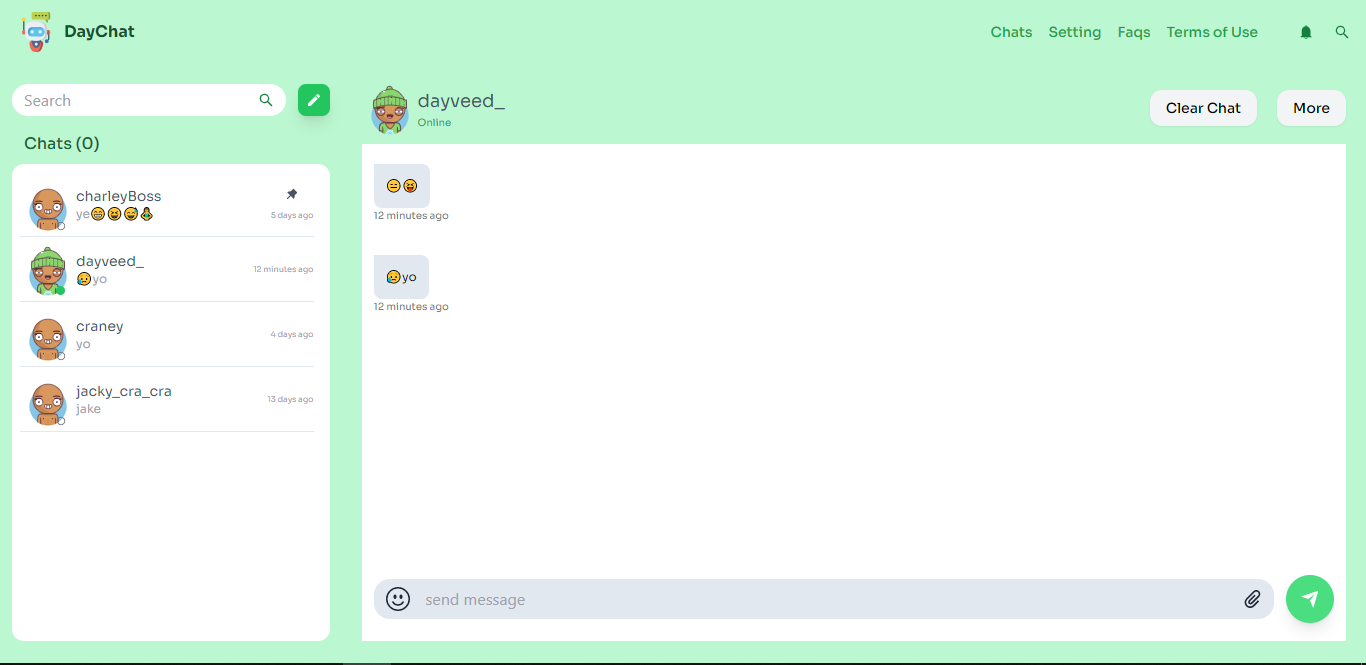 DayChat
Chats Setting Faqs Terms of Use
Search
Chats (0)
charleyBoss
ye😁😆😅🧞‍♂️
5 days ago
dayveed_
😥yo
12 minutes ago
craney
yo
4 days ago
jacky_cra_cra
jake
13 days ago
dayveed_
Online
Clear Chat
More
😑😝
12 minutes ago
😥yo
12 minutes ago
send message